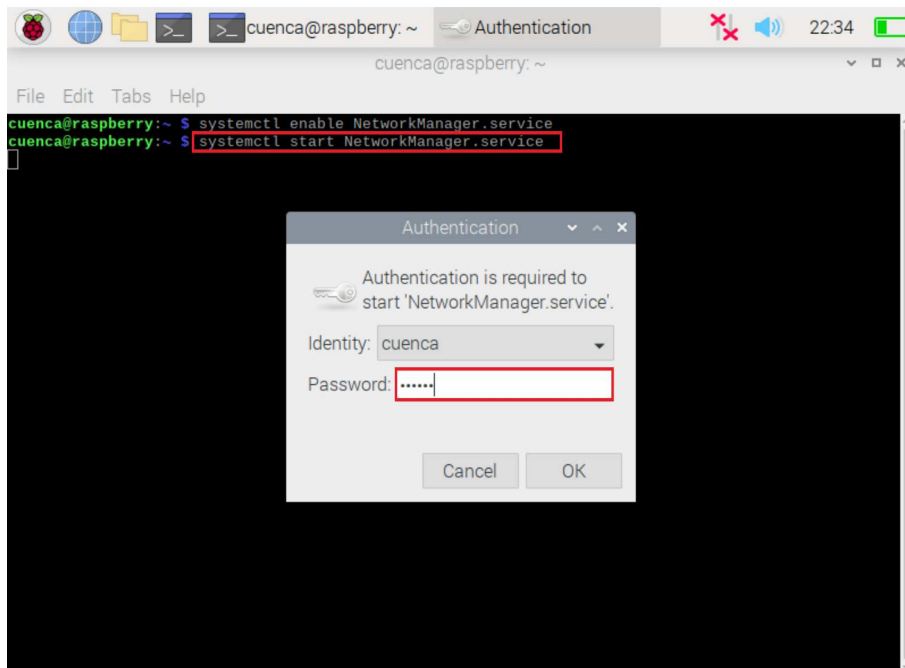 cuenca@raspberry: ~ Authentication 22:34
cuenca@raspberry: ~
File Edit Tabs Help
cuenca@raspberry:~ $ systemctl enable NetworkManager.service
cuenca@raspberry:~ $ systemctl start NetworkManager.service
Authentication
Authentication is required to
start 'NetworkManager.service'.
Identity: cuenca
Password: ••••••
Cancel OK